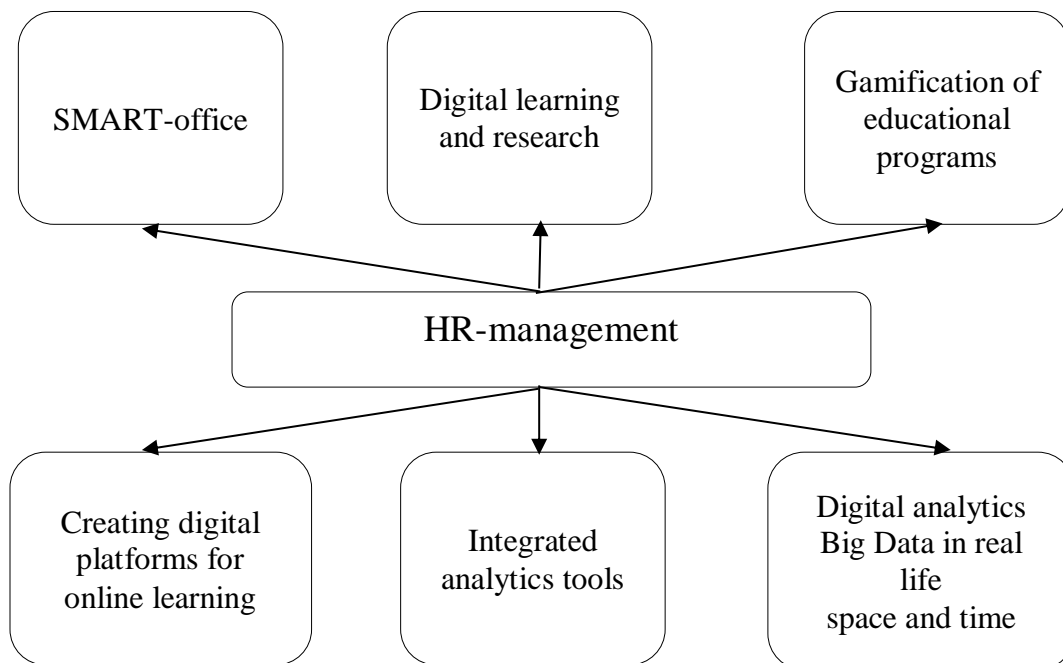 SMART-office
Digital learning
and research
Gamification of
educational
programs
HR-management
Creating digital
platforms for
online learning
Integrated
analytics tools
Digital analytics
Big Data in real
life
space and time